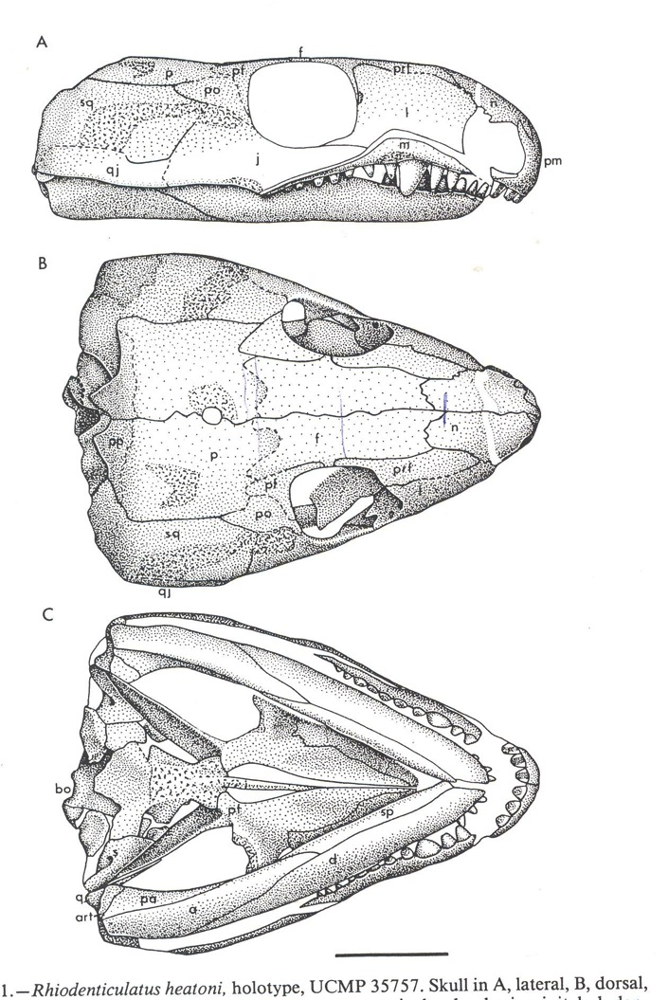 A
f
p
pf
prf
po
sq
n
l
m
j
qj
pm
B
n
pp
f
p
prf
pf
l
po
sq
qj
C
bo
pt
sp
s
d
q
pa
art
a
1.—Rhiodenticulatus heatoni, holotype, UCMP 35757. Skull in A, lateral, B, dorsal,